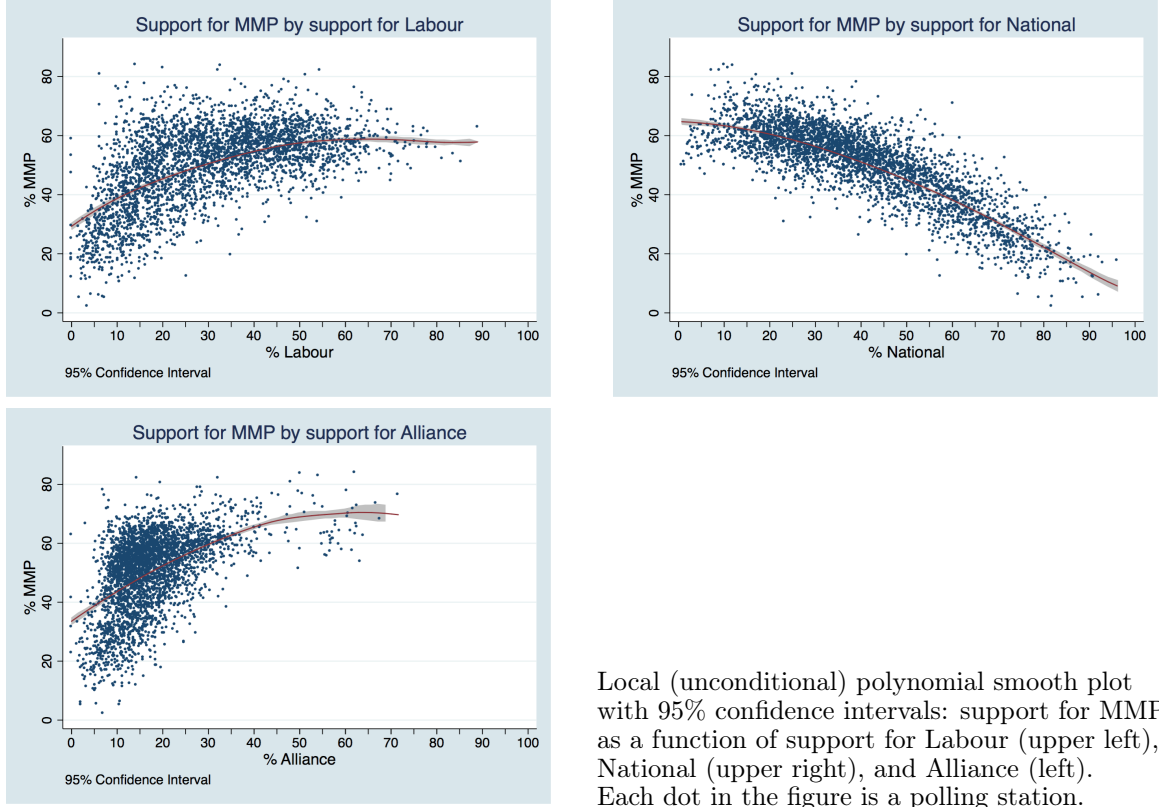 Support for MMP by support for Labour
% MMP
80
60
40
20
0
0 10 20 30 40 50 60 70 80 90 100
% Labour
95% Confidence Interval
Support for MMP by support for National
% MMP
80
60
40
20
0
0 10 20 30 40 50 60 70 80 90 100
% National
95% Confidence Interval
Support for MMP by support for Alliance
% MMP
80
60
40
20
0
0 10 20 30 40 50 60 70 80 90 100
% Alliance
95% Confidence Interval
Local (unconditional) polynomial smooth plot
with 95% confidence intervals: support for MMP
as a function of support for Labour (upper left),
National (upper right), and Alliance (left).
Each dot in the figure is a polling station.